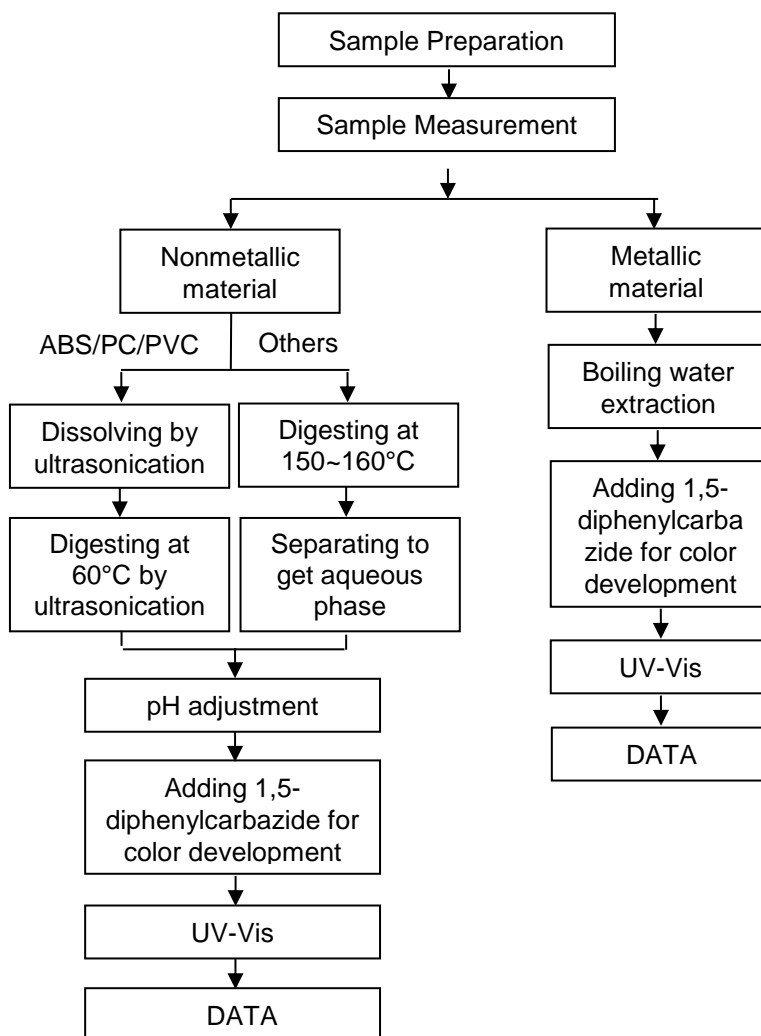 Sample Preparation
Sample Measurement
Nonmetallic
material
Metallic
material
ABS/PC/PVC
Others
Boiling water
extraction
Dissolving by
ultrasonication
Digesting at
150~160°C
Adding 1,5-
diphenylcarba
zide for color
development
Digesting at
60°C by
ultrasonication
Separating to
get aqueous
phase
UV-Vis
DATA
pH adjustment
Adding 1,5-
diphenylcarbazide for
color development
UV-Vis
DATA